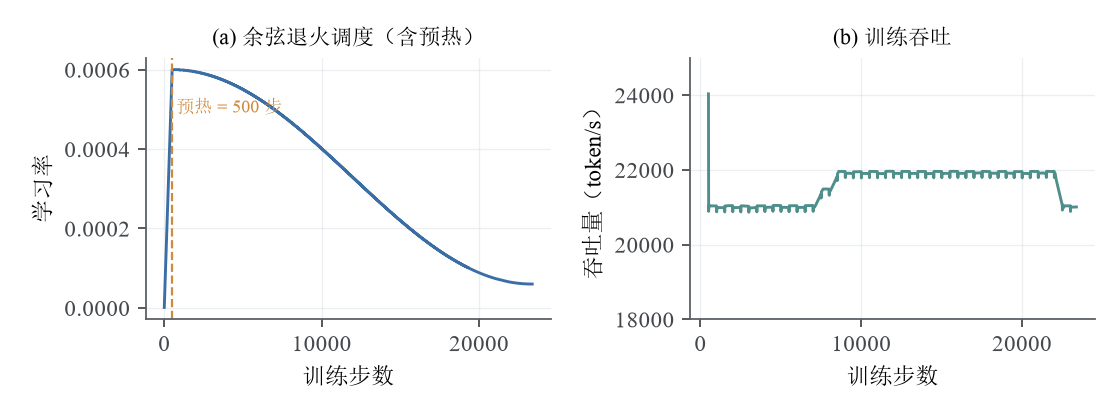 (a) 余弦退火调度（含预热）
0.0006
0.0004
0.0002
0.0000
学习率
预热 = 500 步
0
10000
20000
训练步数
(b) 训练吞吐
24000
22000
20000
18000
吞吐量（token/s）
0
10000
20000
训练步数